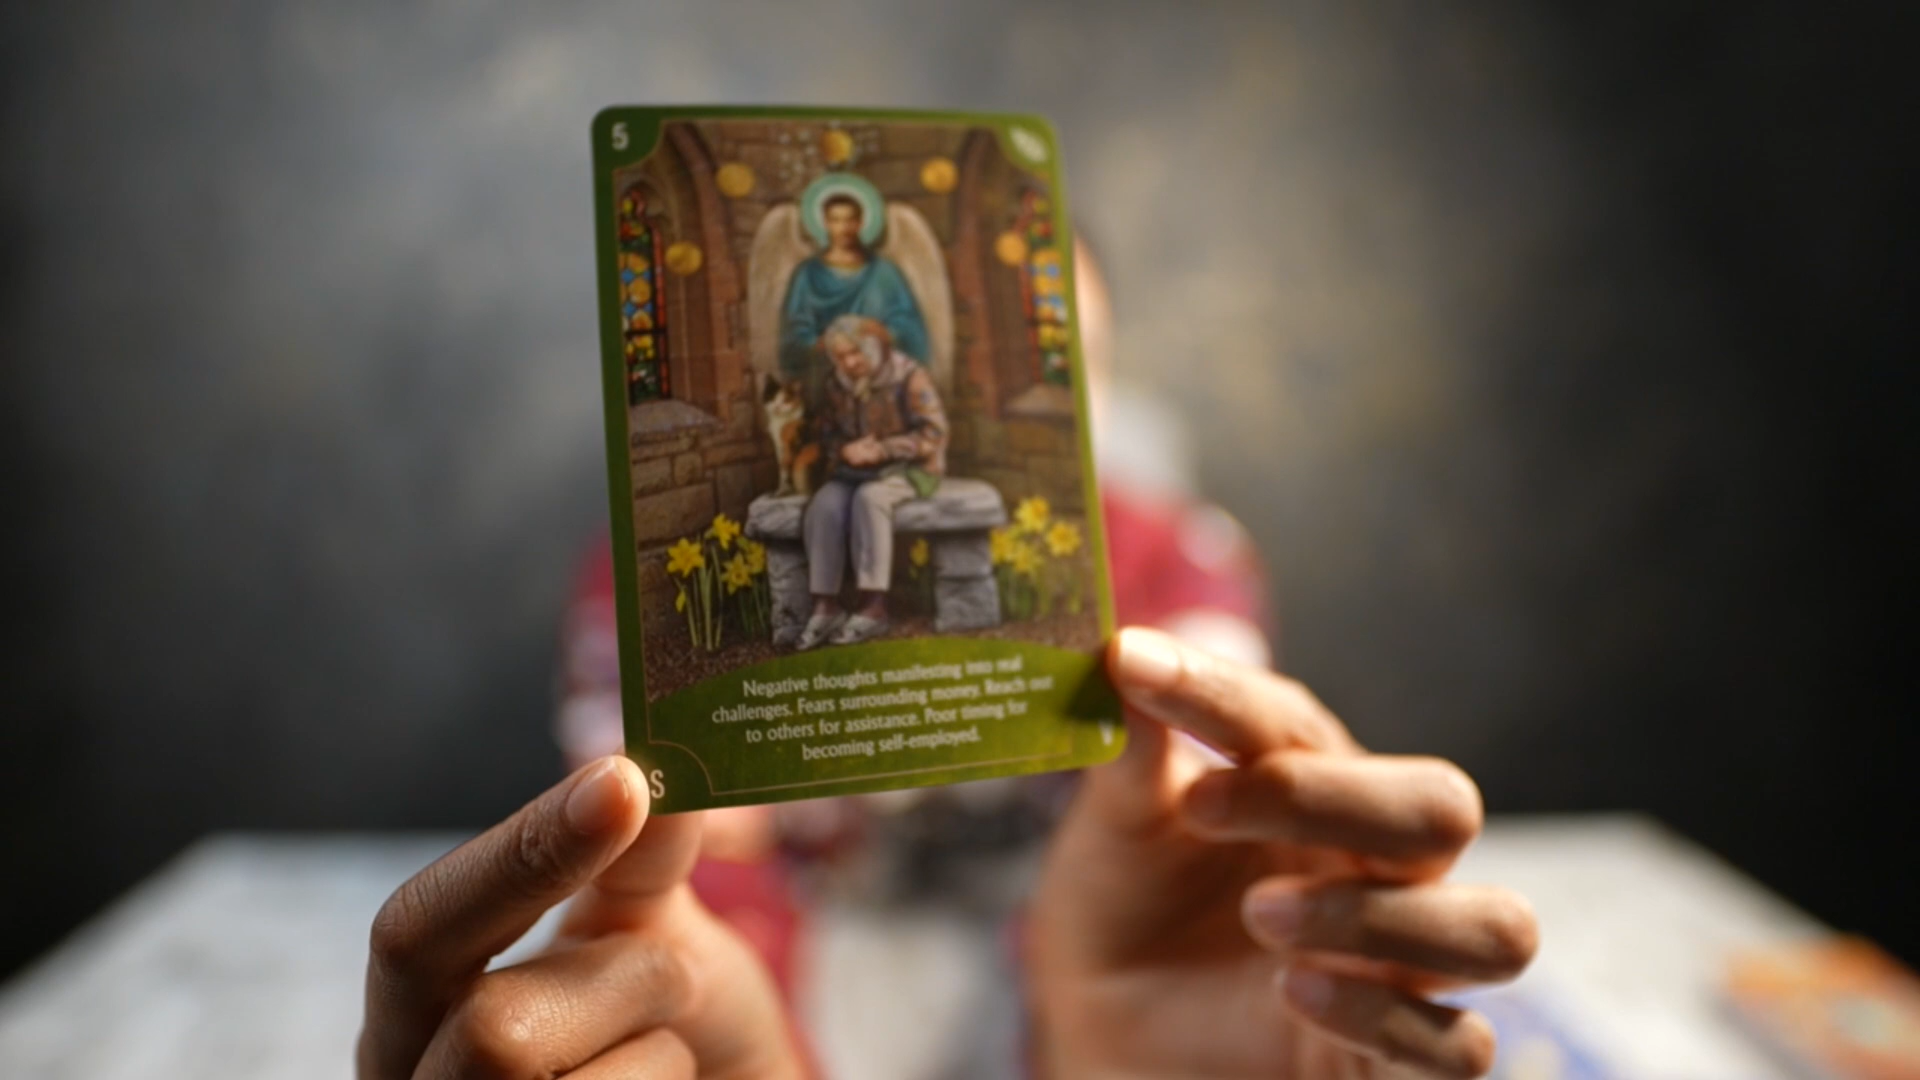 5
Negative thoughts manifesting into real
challenges. Fears surrounding money. Reach out
to others for assistance. Poor timing for
becoming self-employed.
S